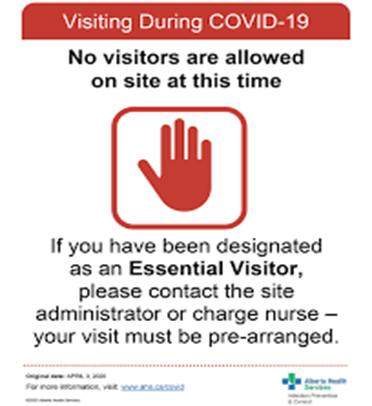 Visiting During COVID-19
No visitors are allowed
on site at this time
If you have been designated
as an Essential Visitor,
please contact the site
administrator or charge nurse –
your visit must be pre-arranged.
Original date: APRIL 3, 2020
For more information, visit: www.ahs.ca/covid
©2020 Alberta Health Services
Alberta Health
Services
Infection Prevention
& Control